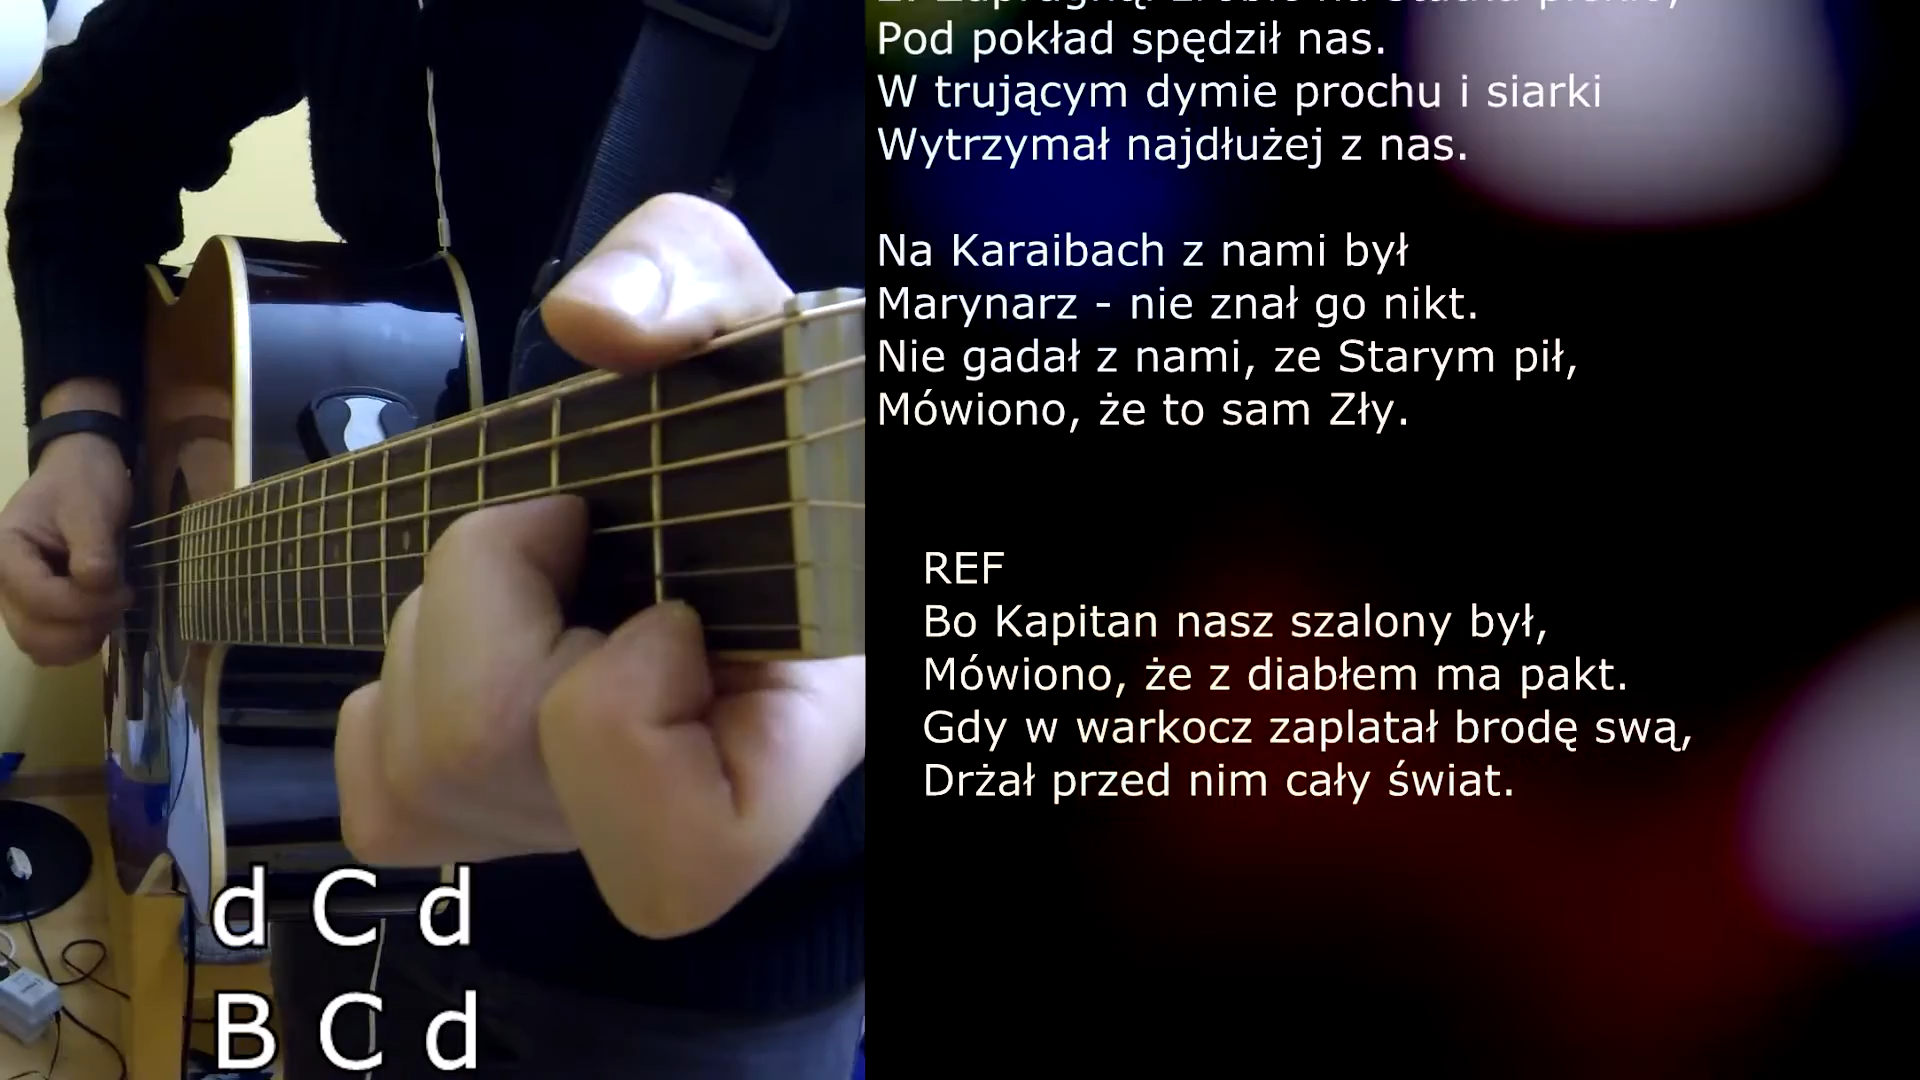 Pod pokład spędził nas.
W trującym dymie prochu i siarki
Wytrzymał najdłużej z nas.
Na Karaibach z nami był
Marynarz - nie znał go nikt.
Nie gadał z nami, ze Starym pił,
Mówiono, że to sam Zły.
REF
Bo Kapitan nasz szalony był,
Mówiono, że z diabłem ma pakt.
Gdy w warkocz zaplatał brodę swą,
Drżał przed nim cały świat.
d C d
B C d